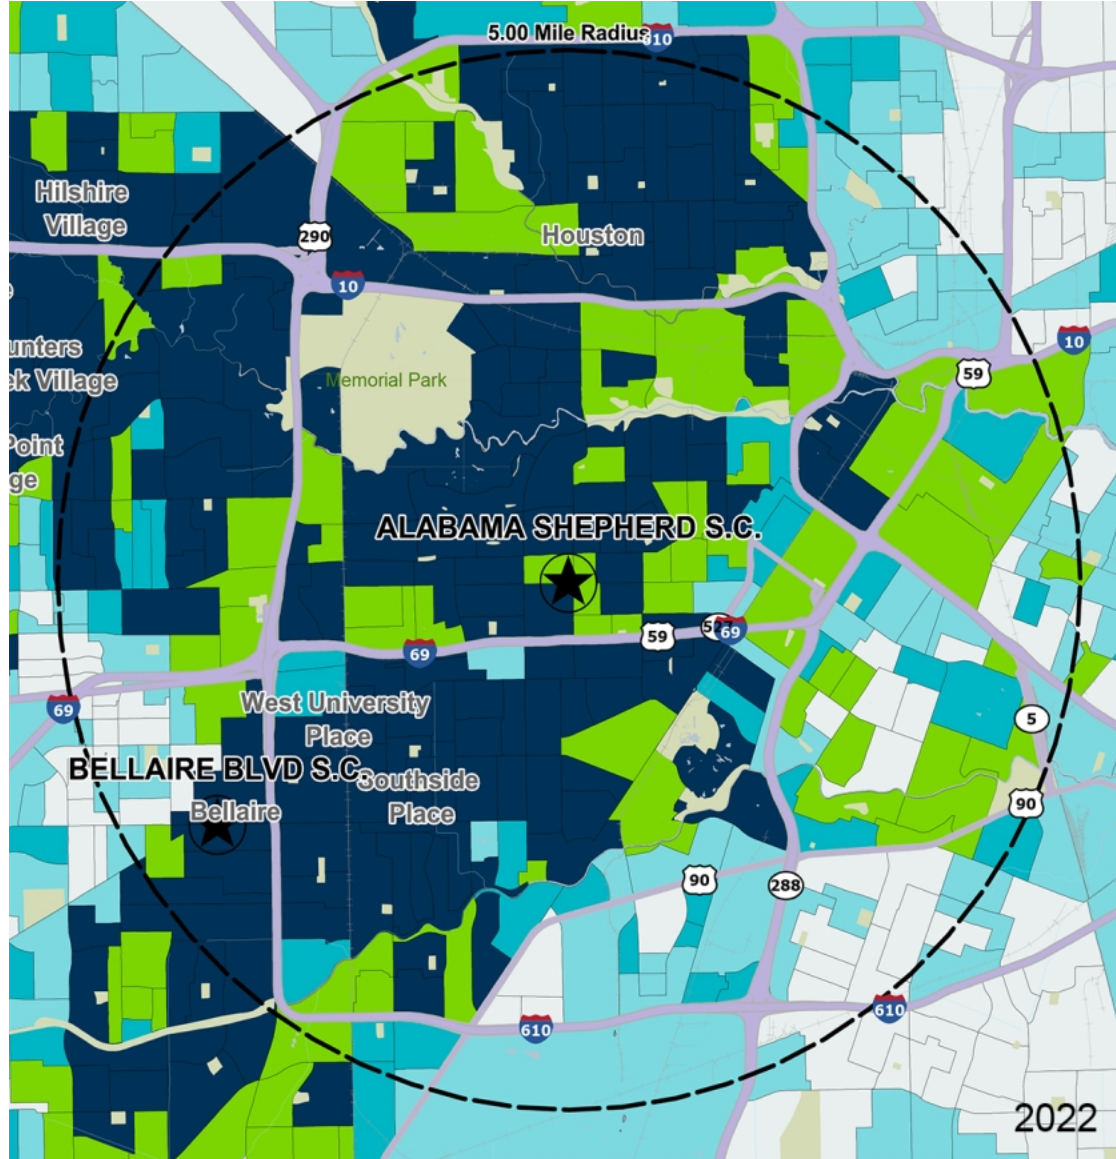 5.00 Mile Radius
610
Hilshire
Village
290
Houston
10
10
unters
ek Village
59
Memorial Park
Point
ge
ALABAMA SHEPHERD S.C.
59
69
69
69
West University
Place
5
BELLAIRE BLVD S.C.
Southside
Place
Bellaire
90
90
288
610
610
2022